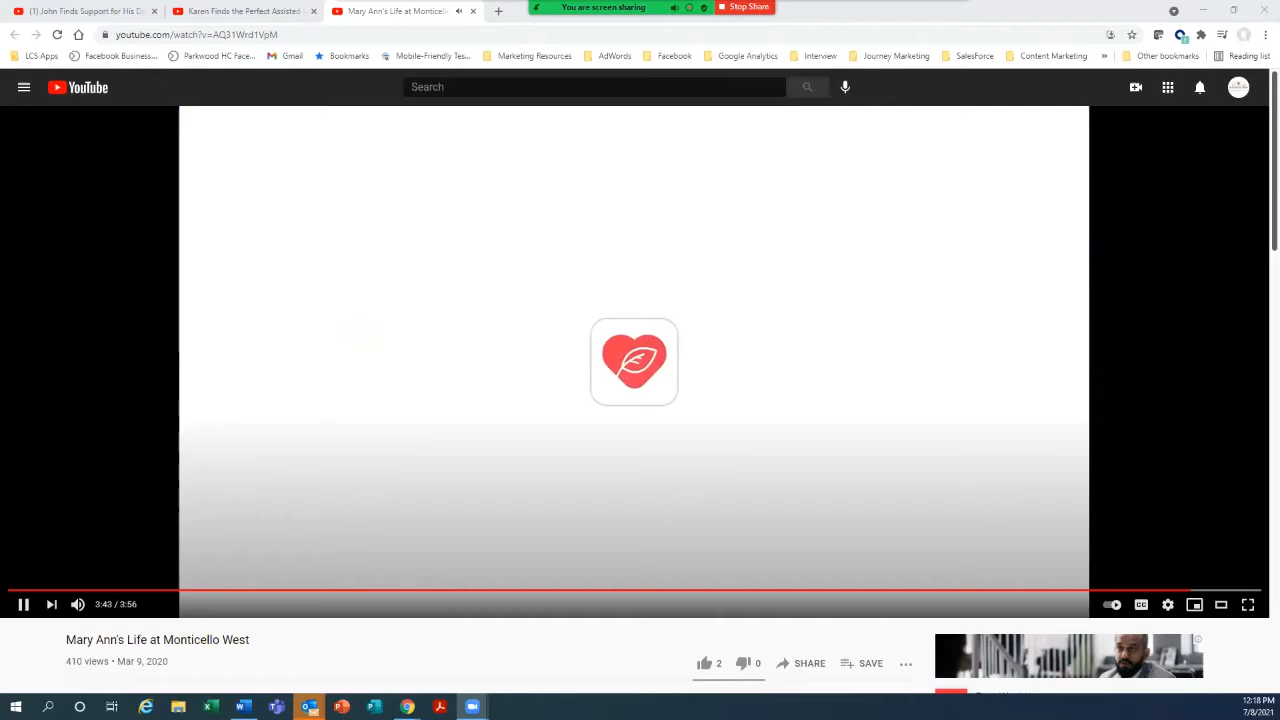 (1) John Finds Support for His Di
Karen Finds the Perfect Assisted
Mary Ann's Life at Monticello
You are screen sharing
Stop Share
youtube.com/watch?v=AQ31Wrd1VpM
LCS Apps
Facebook Business...
Parkwood HC Face...
Gmail
Bookmarks
Mobile-Friendly Tes...
Marketing Resources
AdWords
Facebook
Google Analytics
Interview
Journey Marketing
SalesForce
Content Marketing
»
Other bookmarks
Reading list
YouTube
Search
3:43 / 3:56
CC
Mary Ann's Life at Monticello West
410 views • Mar 9, 2020
2
0
SHARE
SAVE
12:18 PM
7/8/2021